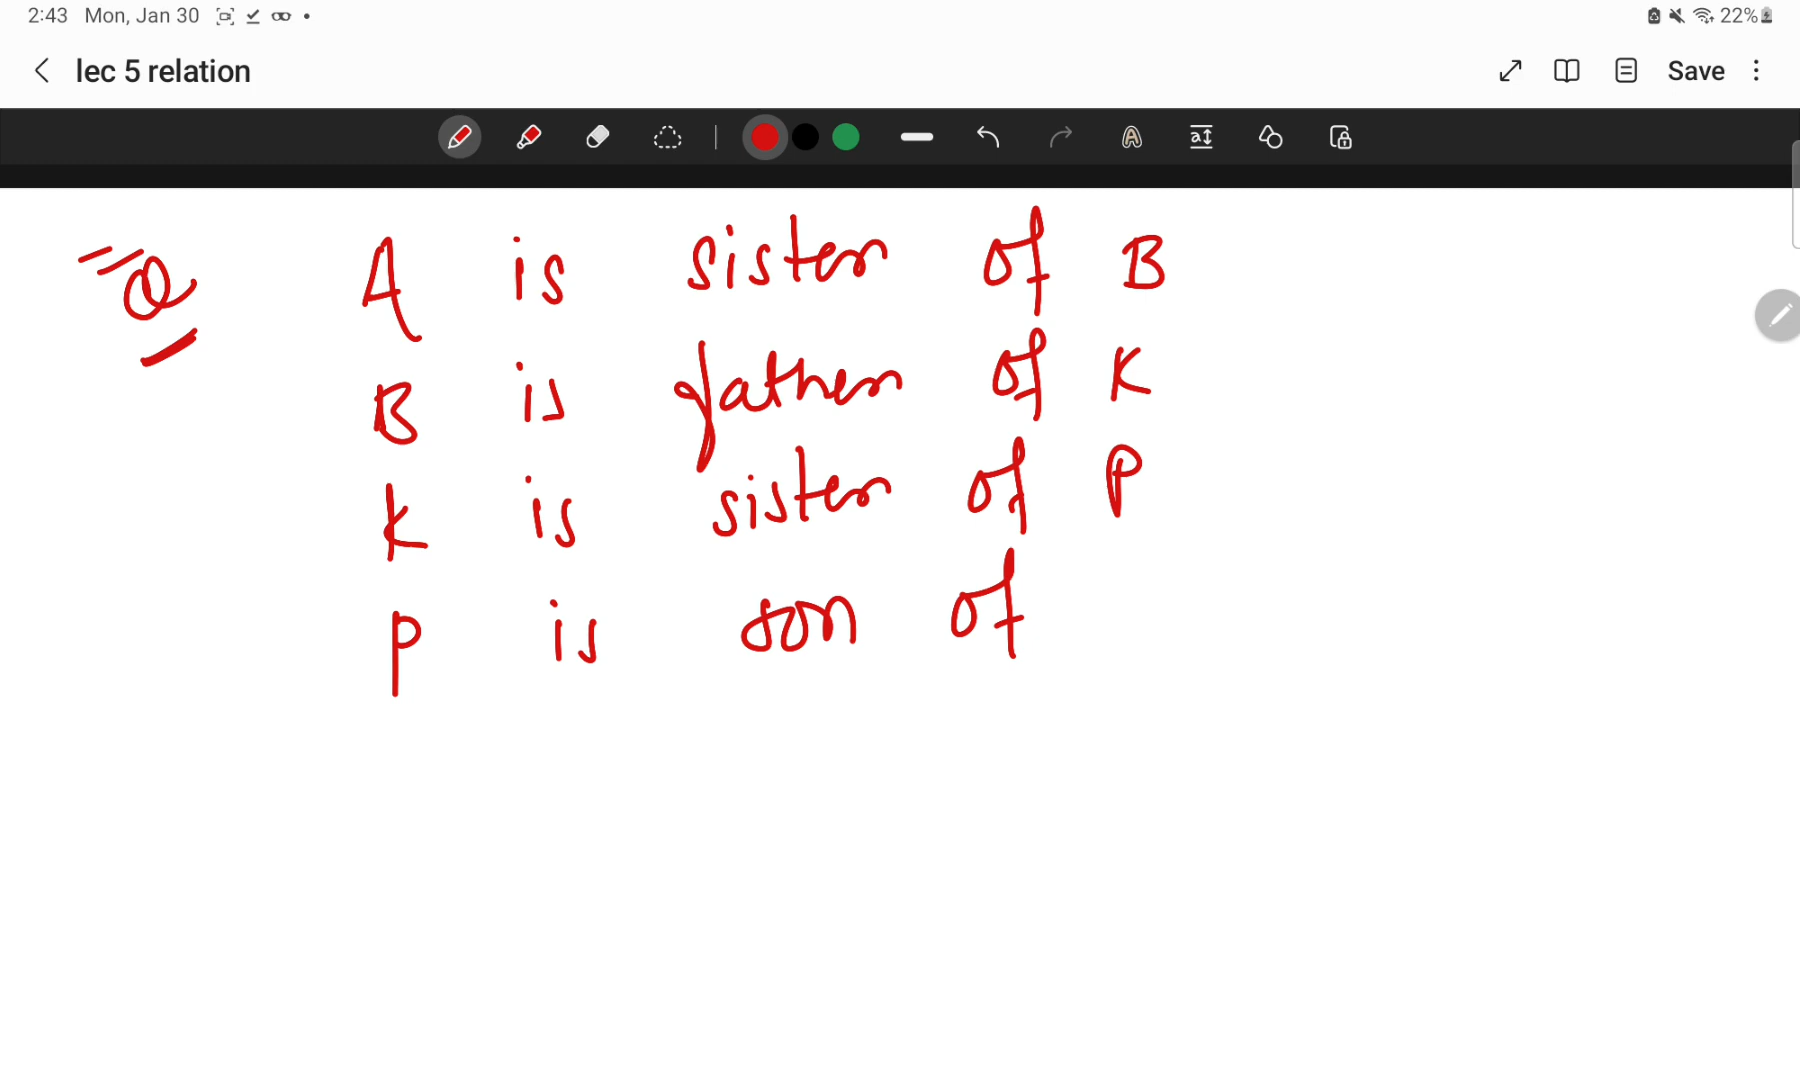 2:43 Mon, Jan 30 22%
lec 5 relation Save
Q A is sister of B
B is father of K
K is sister of P
P is son of